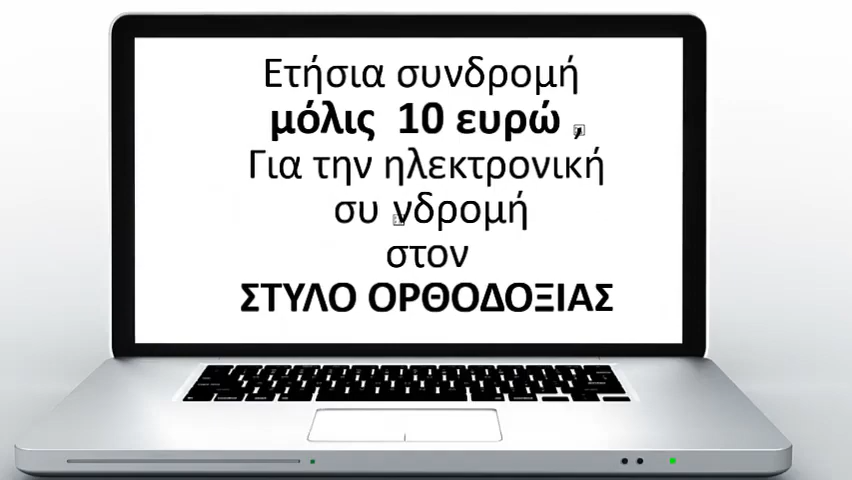 Ετήσια συνδρομή
μόλις 10 ευρώ ,
Για την ηλεκτρονική
συ νδρομή
στον
ΣΤΥΛΟ ΟΡΘΟΔΟΞΙΑΣ